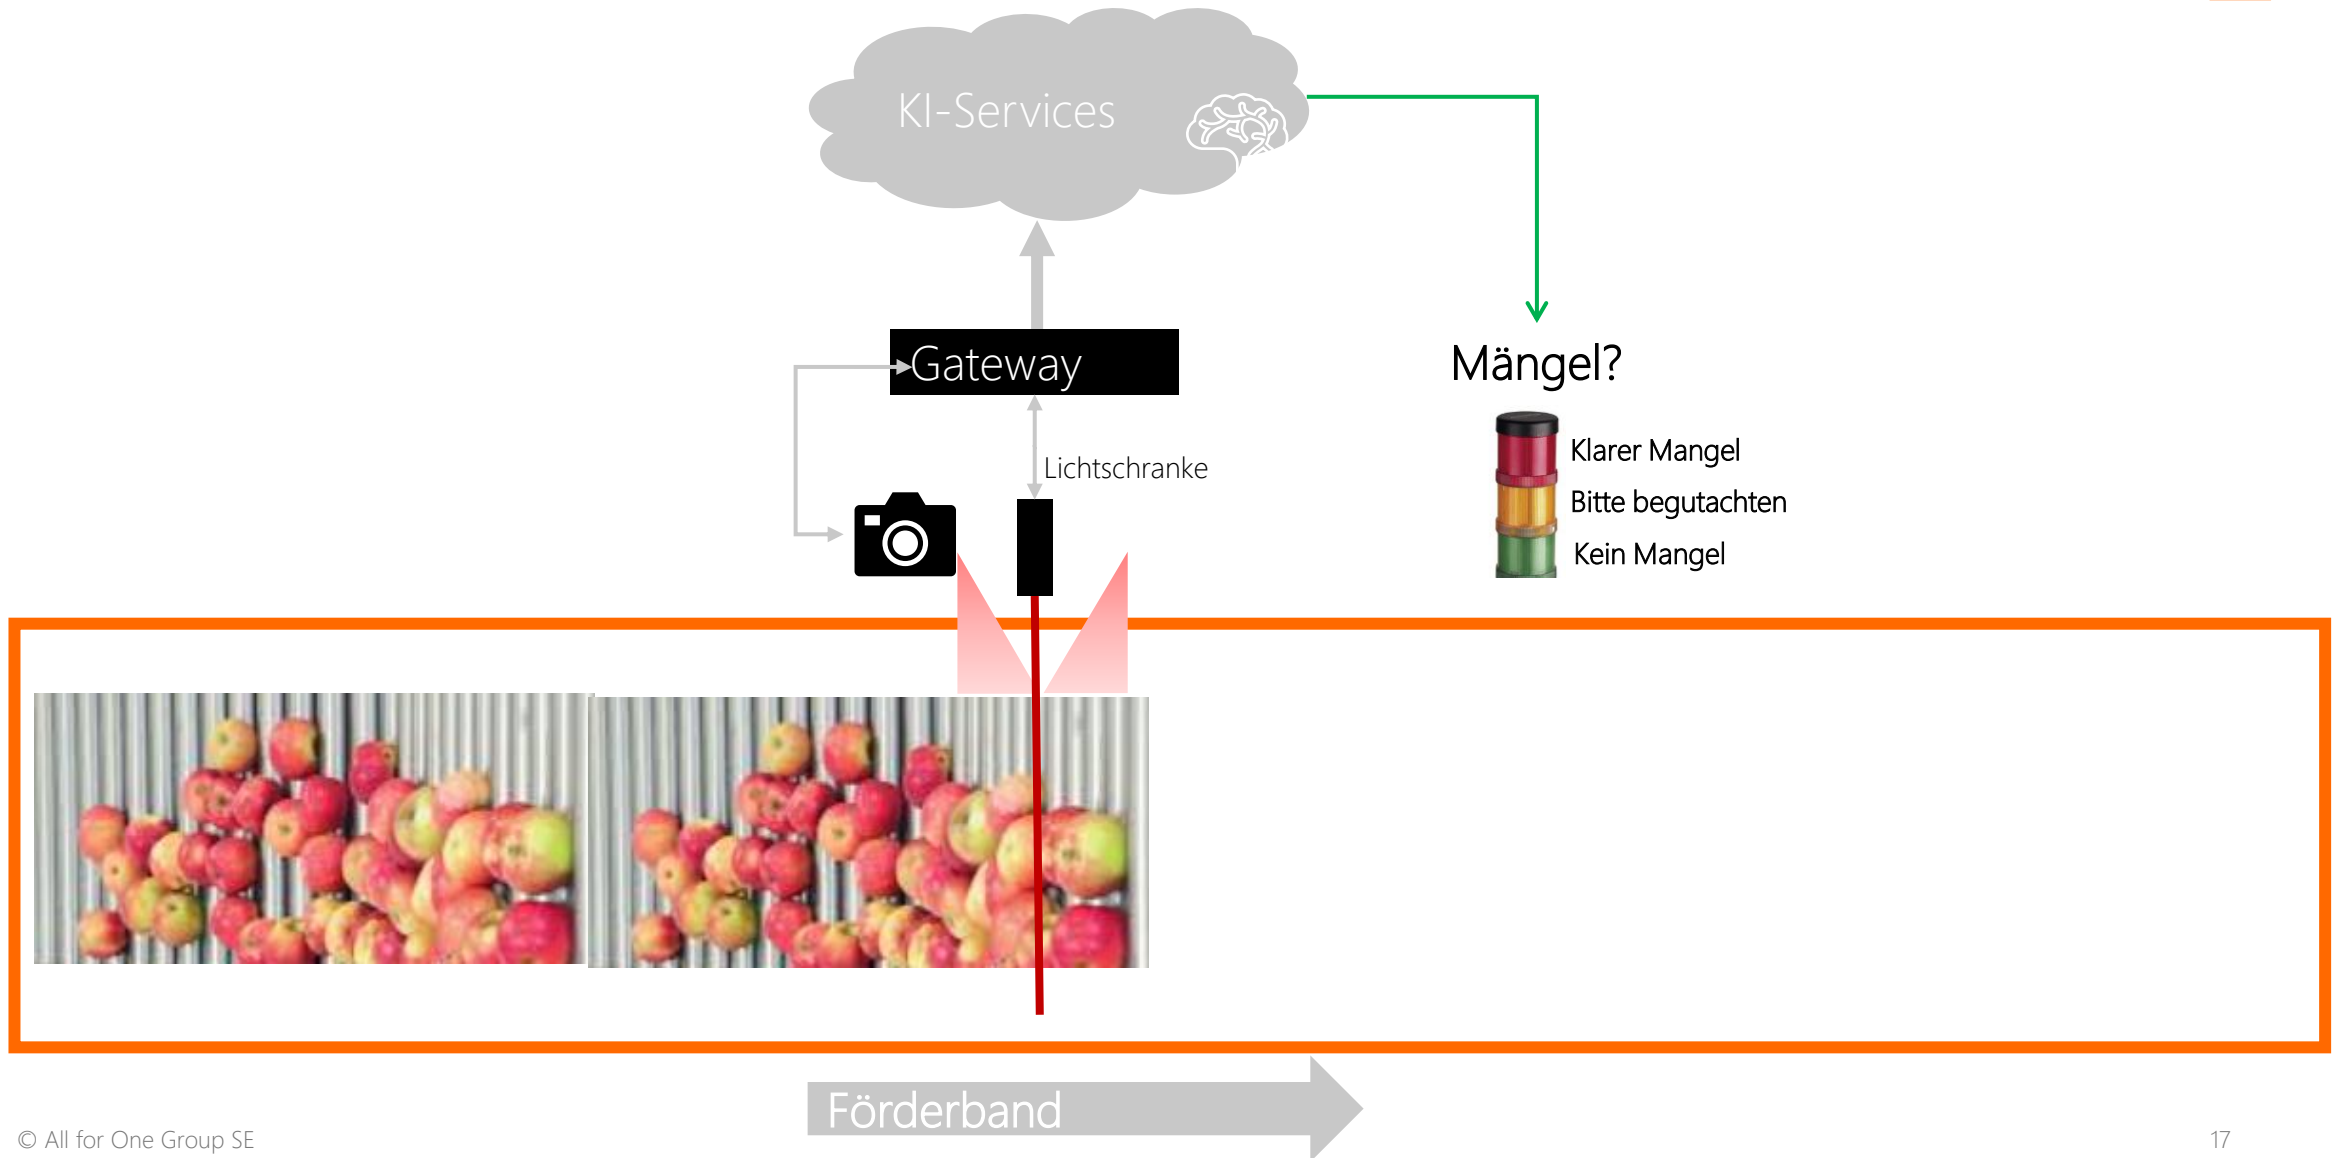 KI-Services
Gateway
Lichtschranke
Mängel?
Klarer Mangel
Bitte begutachten
Kein Mangel
Förderband
© All for One Group SE
17